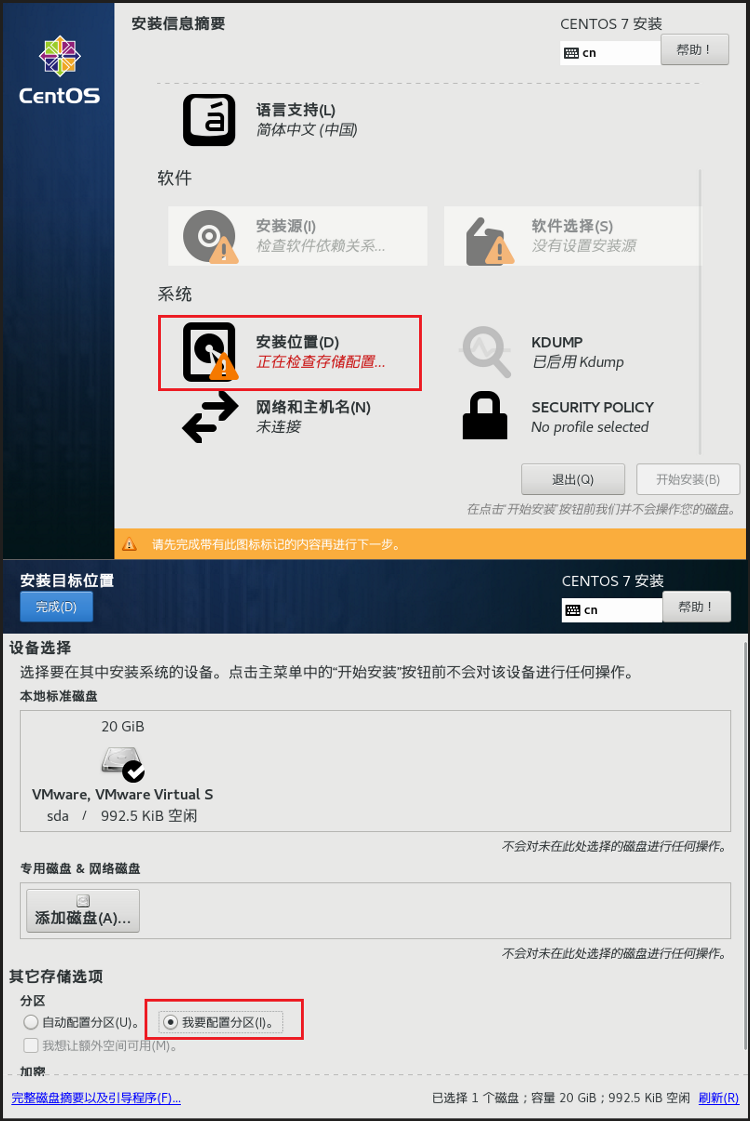 安装信息摘要
CENTOS 7 安装
cn
帮助！
CentOS
语言支持(L)
简体中文 (中国)
软件
安装源(I)
检查软件依赖关系...
软件选择(S)
没有设置安装源
系统
安装位置(D)
正在检查存储配置...
KDUMP
已启用 Kdump
网络和主机名(N)
未连接
SECURITY POLICY
No profile selected
退出(Q)
开始安装(B)
在点击“开始安装”按钮前我们并不会操作您的磁盘。
请先完成带有此图标标记的内容再进行下一步。
安装目标位置
CENTOS 7 安装
完成(D)
cn
帮助！
设备选择
选择要在其中安装系统的设备。点击主菜单中的“开始安装”按钮前不会对该设备进行任何操作。
本地标准磁盘
20 GiB
VMware, VMware Virtual S
sda / 992.5 KiB 空闲
不会对未在此处选择的磁盘进行任何操作。
专用磁盘 & 网络磁盘
添加磁盘(A)...
不会对未在此处选择的磁盘进行任何操作。
其它存储选项
分区
自动配置分区(U)。
我要配置分区(I)。
我想让额外空间可用(M)。
加密
完整磁盘摘要以及引导程序(F)...
已选择 1 个磁盘；容量 20 GiB；992.5 KiB 空闲
刷新(R)